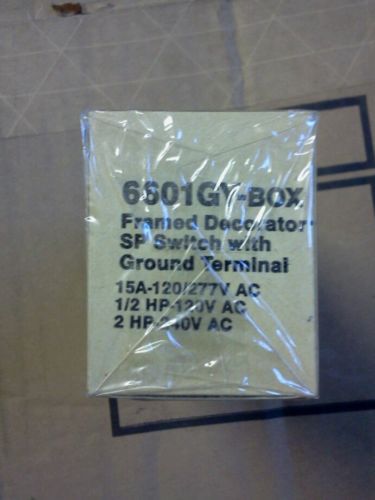 6601GY-BOX
Framed Decorator
SP Switch with
Ground Terminal
15A-120/277V AC
1/2 HP-120V AC
2 HP-240V AC